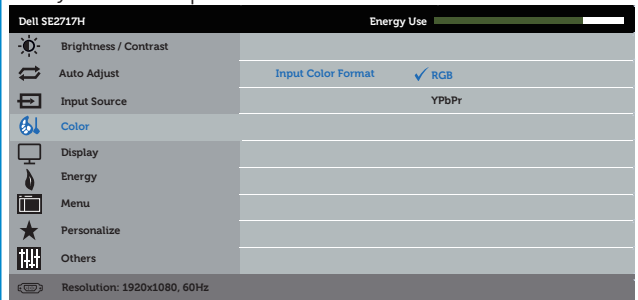 Dell SE2717H Energy Use
Brightness / Contrast
Auto Adjust Input Color Format RGB
Input Source YPbPr
Color
Display
Energy
Menu
Personalize
Others
Resolution: 1920x1080, 60Hz